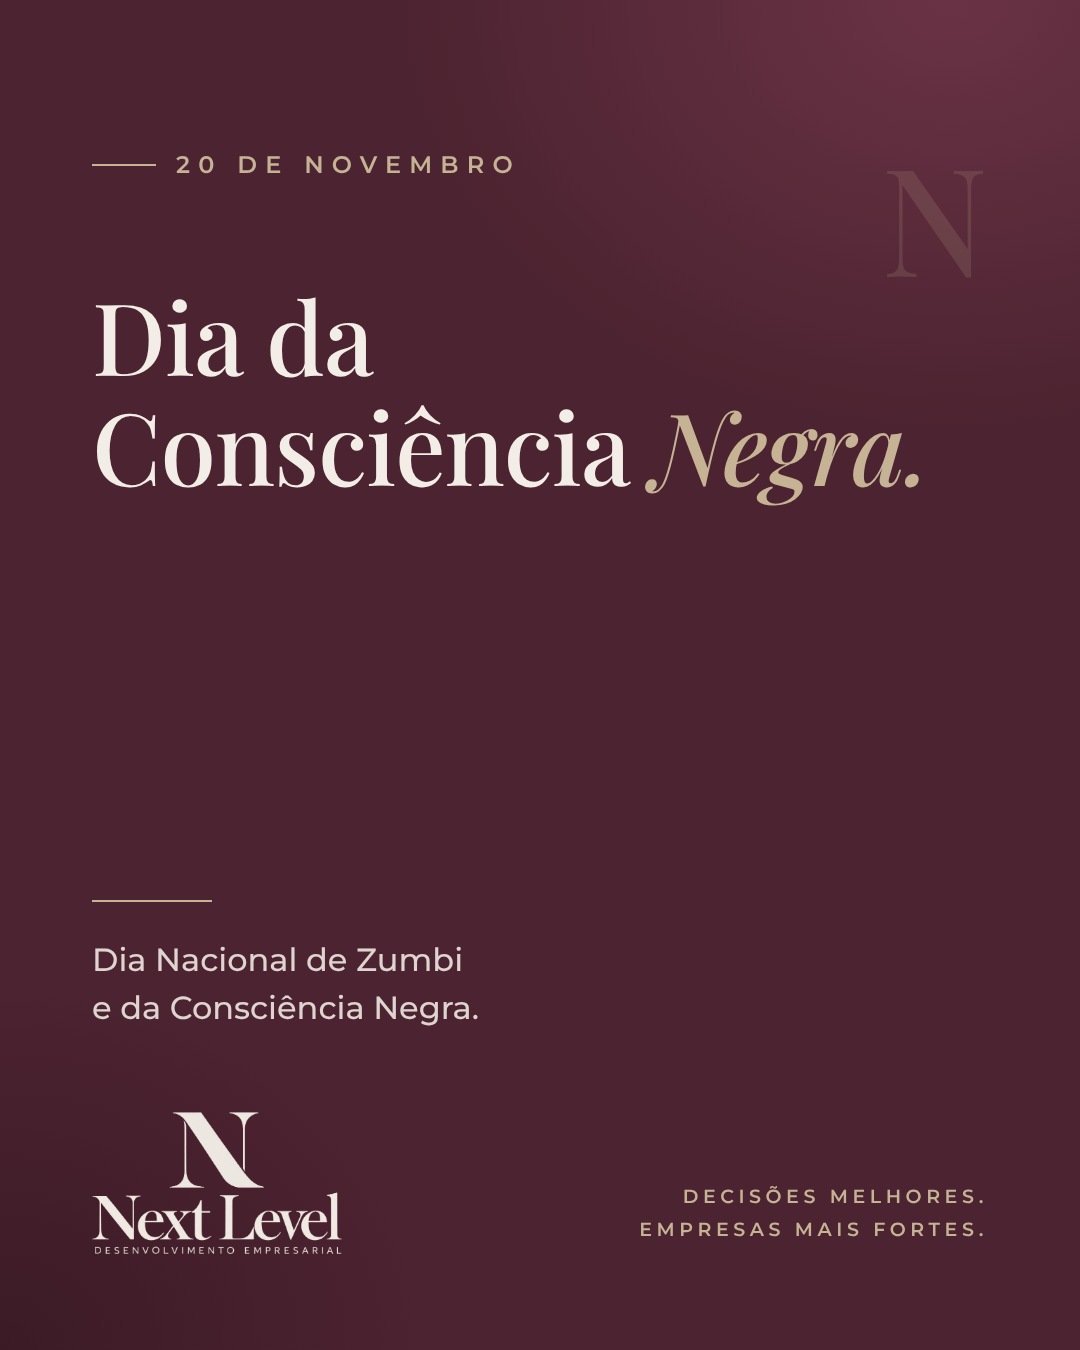 20 DE NOVEMBRO
N
Dia da
Consciência Negra.
Dia Nacional de Zumbi
e da Consciência Negra.
N
Next Level
DESENVOLVIMENTO EMPRESARIAL
DECISÕES MELHORES.
EMPRESAS MAIS FORTES.